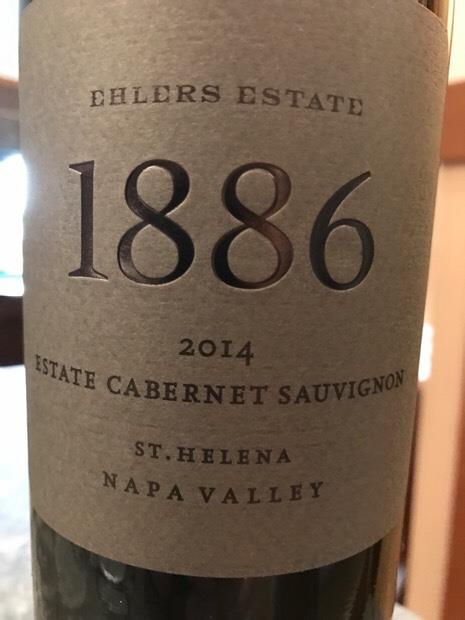 EHLERS ESTATE
1886
2014
ESTATE CABERNET SAUVIGNON
ST. HELENA
NAPA VALLEY